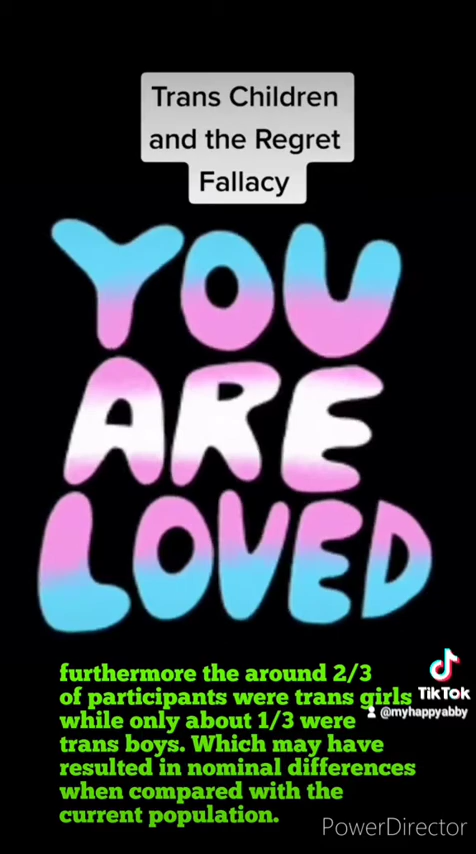 Trans Children
and the Regret
Fallacy
YOU
ARE
LOVED
furthermore the around 2/3
of participants were trans girls
while only about 1/3 were
trans boys. Which may have
resulted in nominal differences
when compared with the
current population.
TikTok
@myhappyabby
PowerDirector